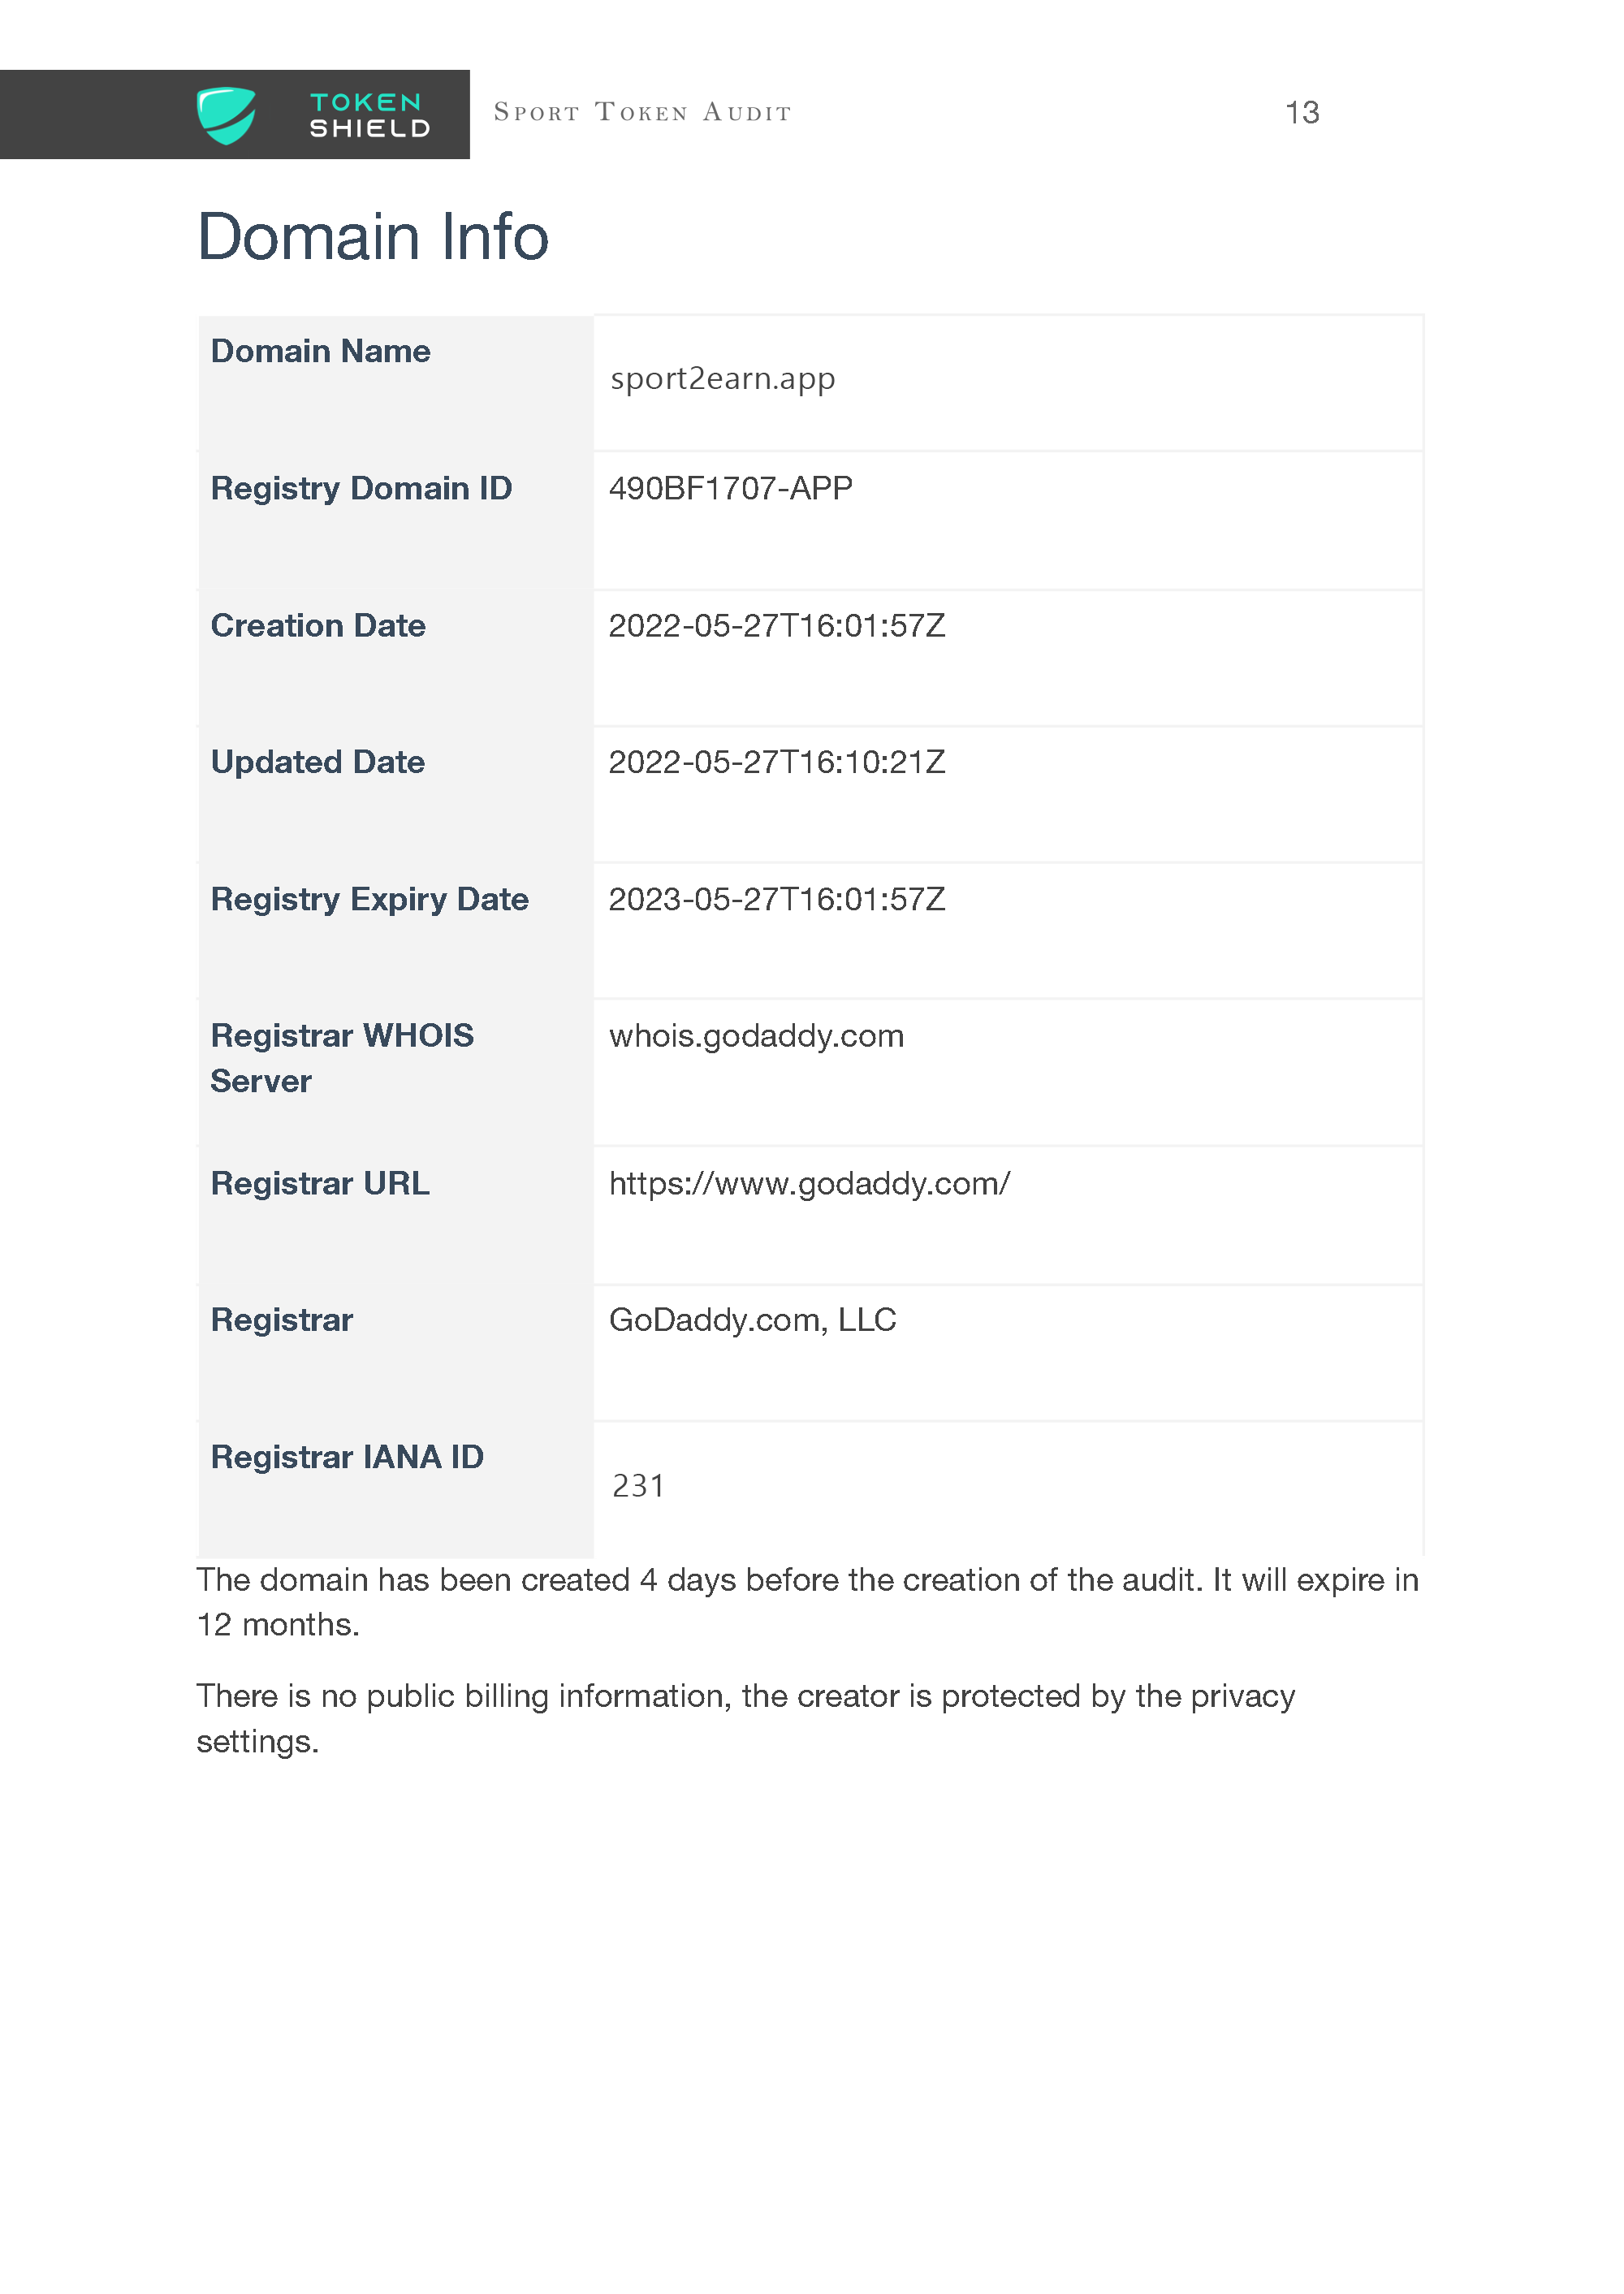 TOKEN
SHIELD
Sport Token Audit
13
Domain Info
Domain Name
sport2earn.app
Registry Domain ID
490BF1707-APP
Creation Date
2022-05-27T16:01:57Z
Updated Date
2022-05-27T16:10:21Z
Registry Expiry Date
2023-05-27T16:01:57Z
Registrar WHOIS
Server
whois.godaddy.com
Registrar URL
https://www.godaddy.com/
Registrar
GoDaddy.com, LLC
Registrar IANA ID
231
The domain has been created 4 days before the creation of the audit. It will expire in
12 months.
There is no public billing information, the creator is protected by the privacy
settings.